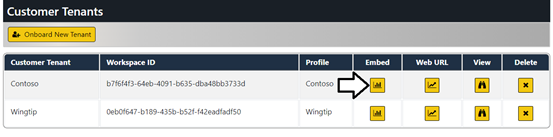 Customer Tenants
Onboard New Tenant
Customer Tenant Workspace ID Profile Embed Web URL View Delete
Contoso b7f6f4f3-64eb-4091-b635-dba48bb3733d Contoso
Wingtip 0eb0f647-b189-435b-b52f-f42eadfadf50 Wingtip